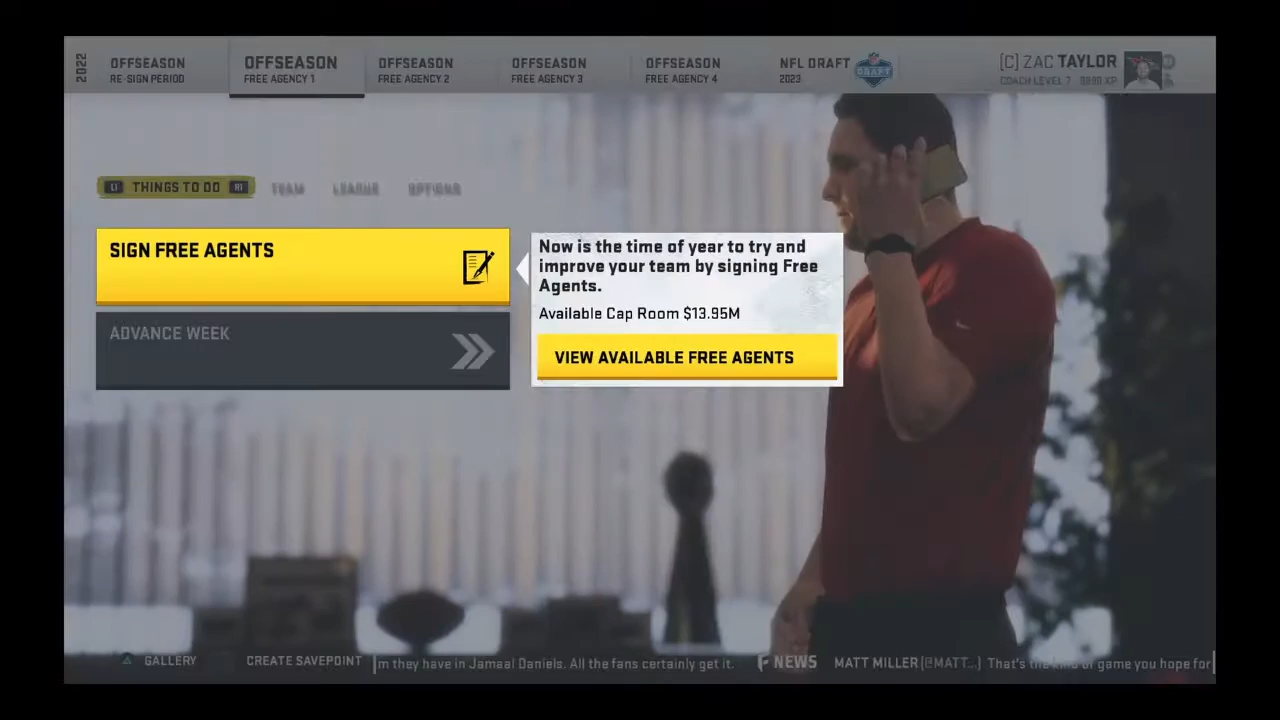 2022
OFFSEASON
RE-SIGN PERIOD
OFFSEASON
FREE AGENCY 1
OFFSEASON
FREE AGENCY 2
OFFSEASON
FREE AGENCY 3
OFFSEASON
FREE AGENCY 4
NFL DRAFT
2023
DRAFT
[C] ZAC TAYLOR
COACH LEVEL 7
L1 THINGS TO DO R1
TEAM
LEAGUE
OPTIONS
SIGN FREE AGENTS
ADVANCE WEEK
Now is the time of year to try and
improve your team by signing Free
Agents.
Available Cap Room $13.95M
VIEW AVAILABLE FREE AGENTS
GALLERY
CREATE SAVEPOINT
m they have in Jamaal Daniels. All the fans certainly get it.
NEWS
MATT MILLER (@MATT...) That's the kind of game you hope for